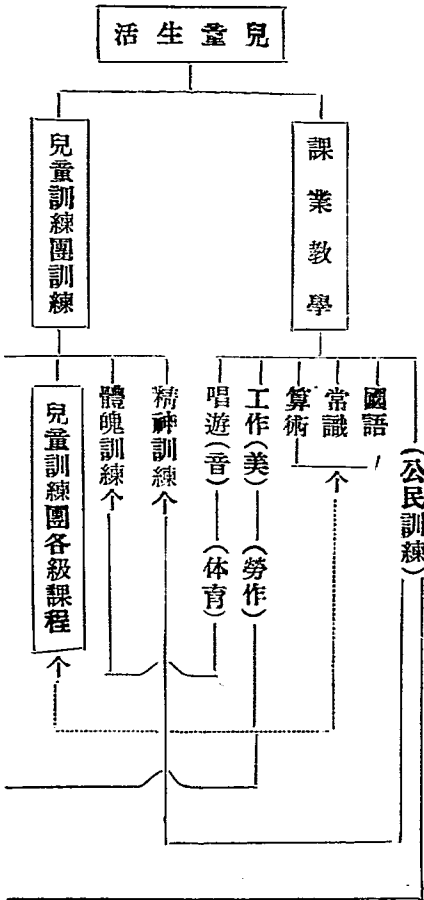 兒童生活
課業教學
(公民訓練)
國語
常識
算術
工作(美)(勞作)
唱遊(音)(体育)
兒童訓練團訓練
精神訓練
體魄訓練
兒童訓練團各級課程